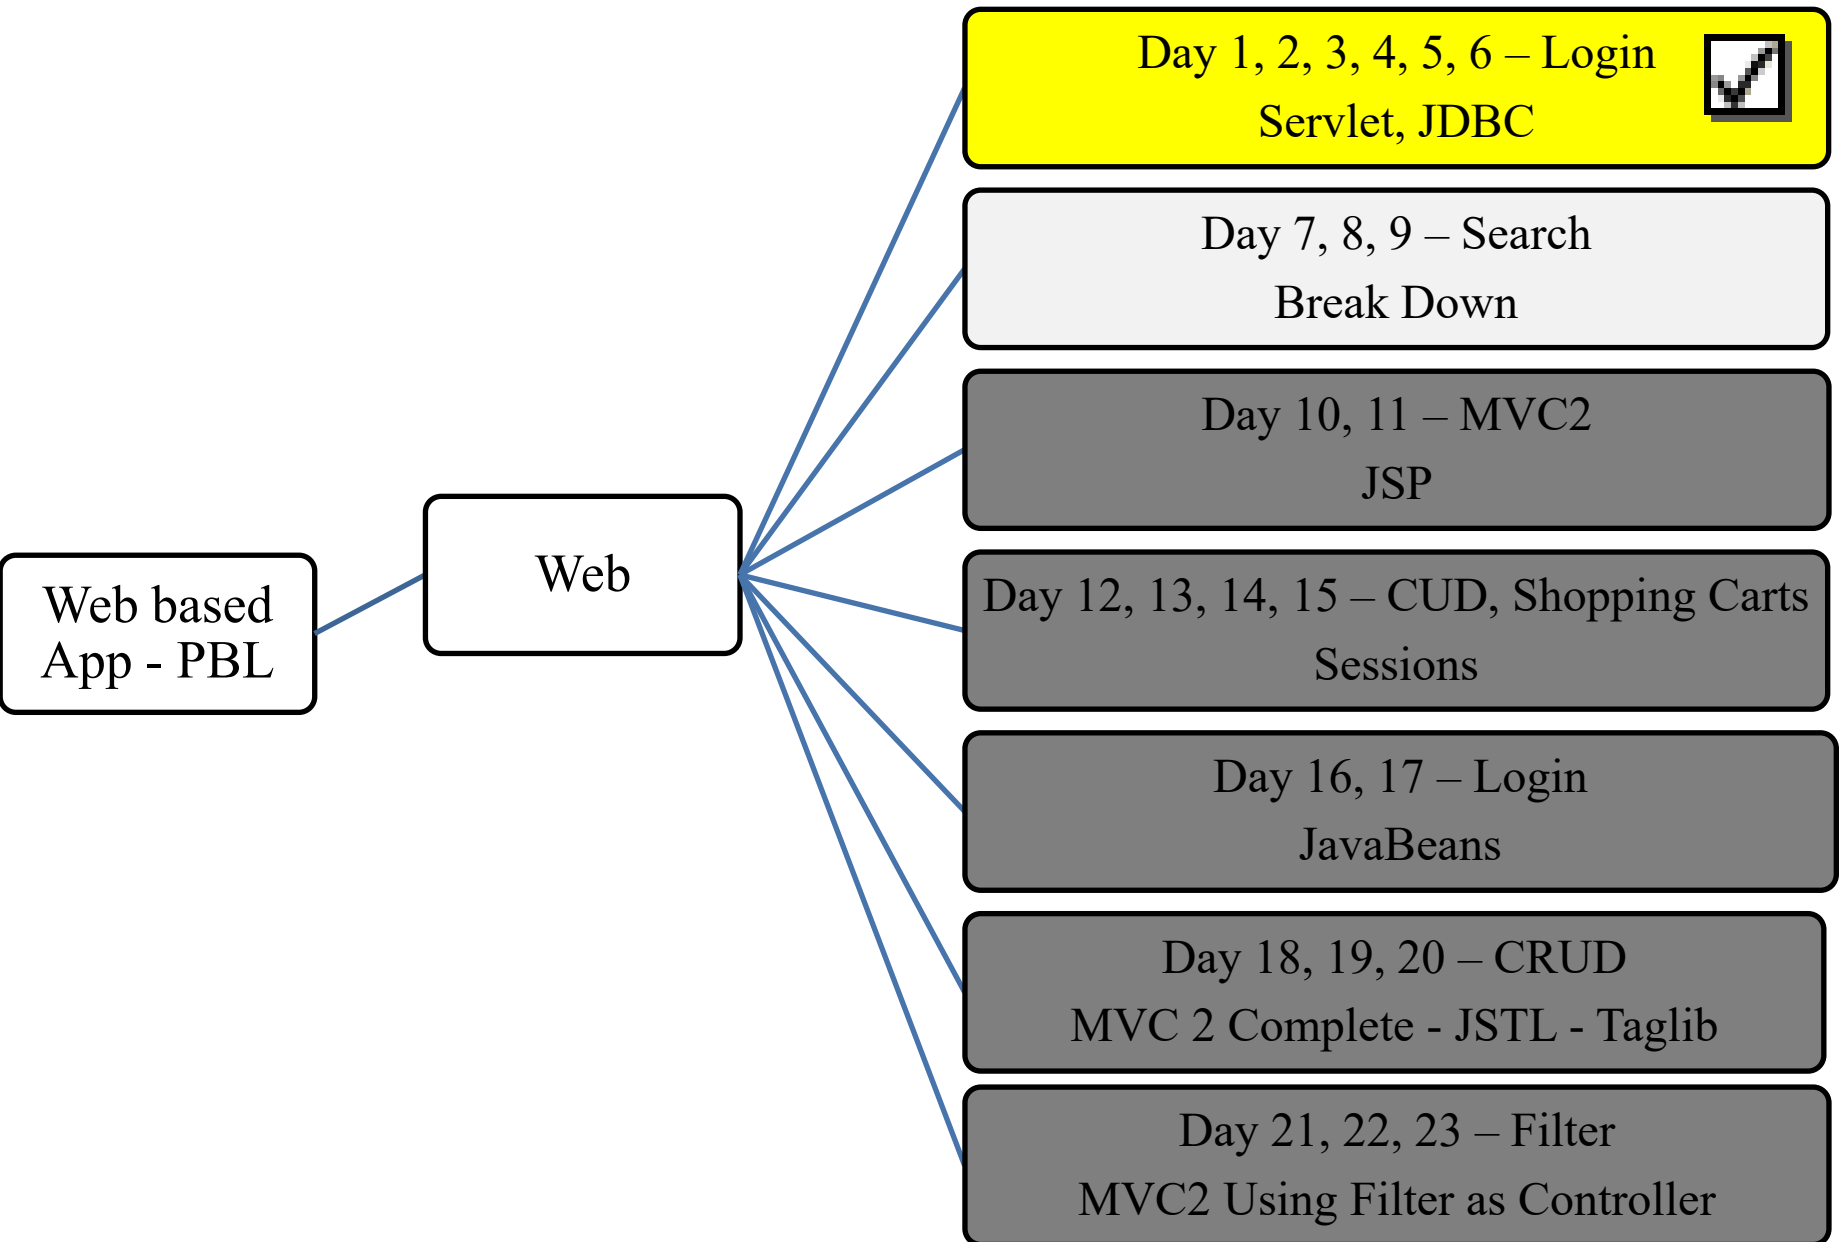 Web based
App - PBL
Web
Day 1, 2, 3, 4, 5, 6 – Login
Servlet, JDBC
Day 7, 8, 9 – Search
Break Down
Day 10, 11 – MVC2
JSP
Day 12, 13, 14, 15 – CUD, Shopping Carts
Sessions
Day 16, 17 – Login
JavaBeans
Day 18, 19, 20 – CRUD
MVC 2 Complete - JSTL - Taglib
Day 21, 22, 23 – Filter
MVC2 Using Filter as Controller